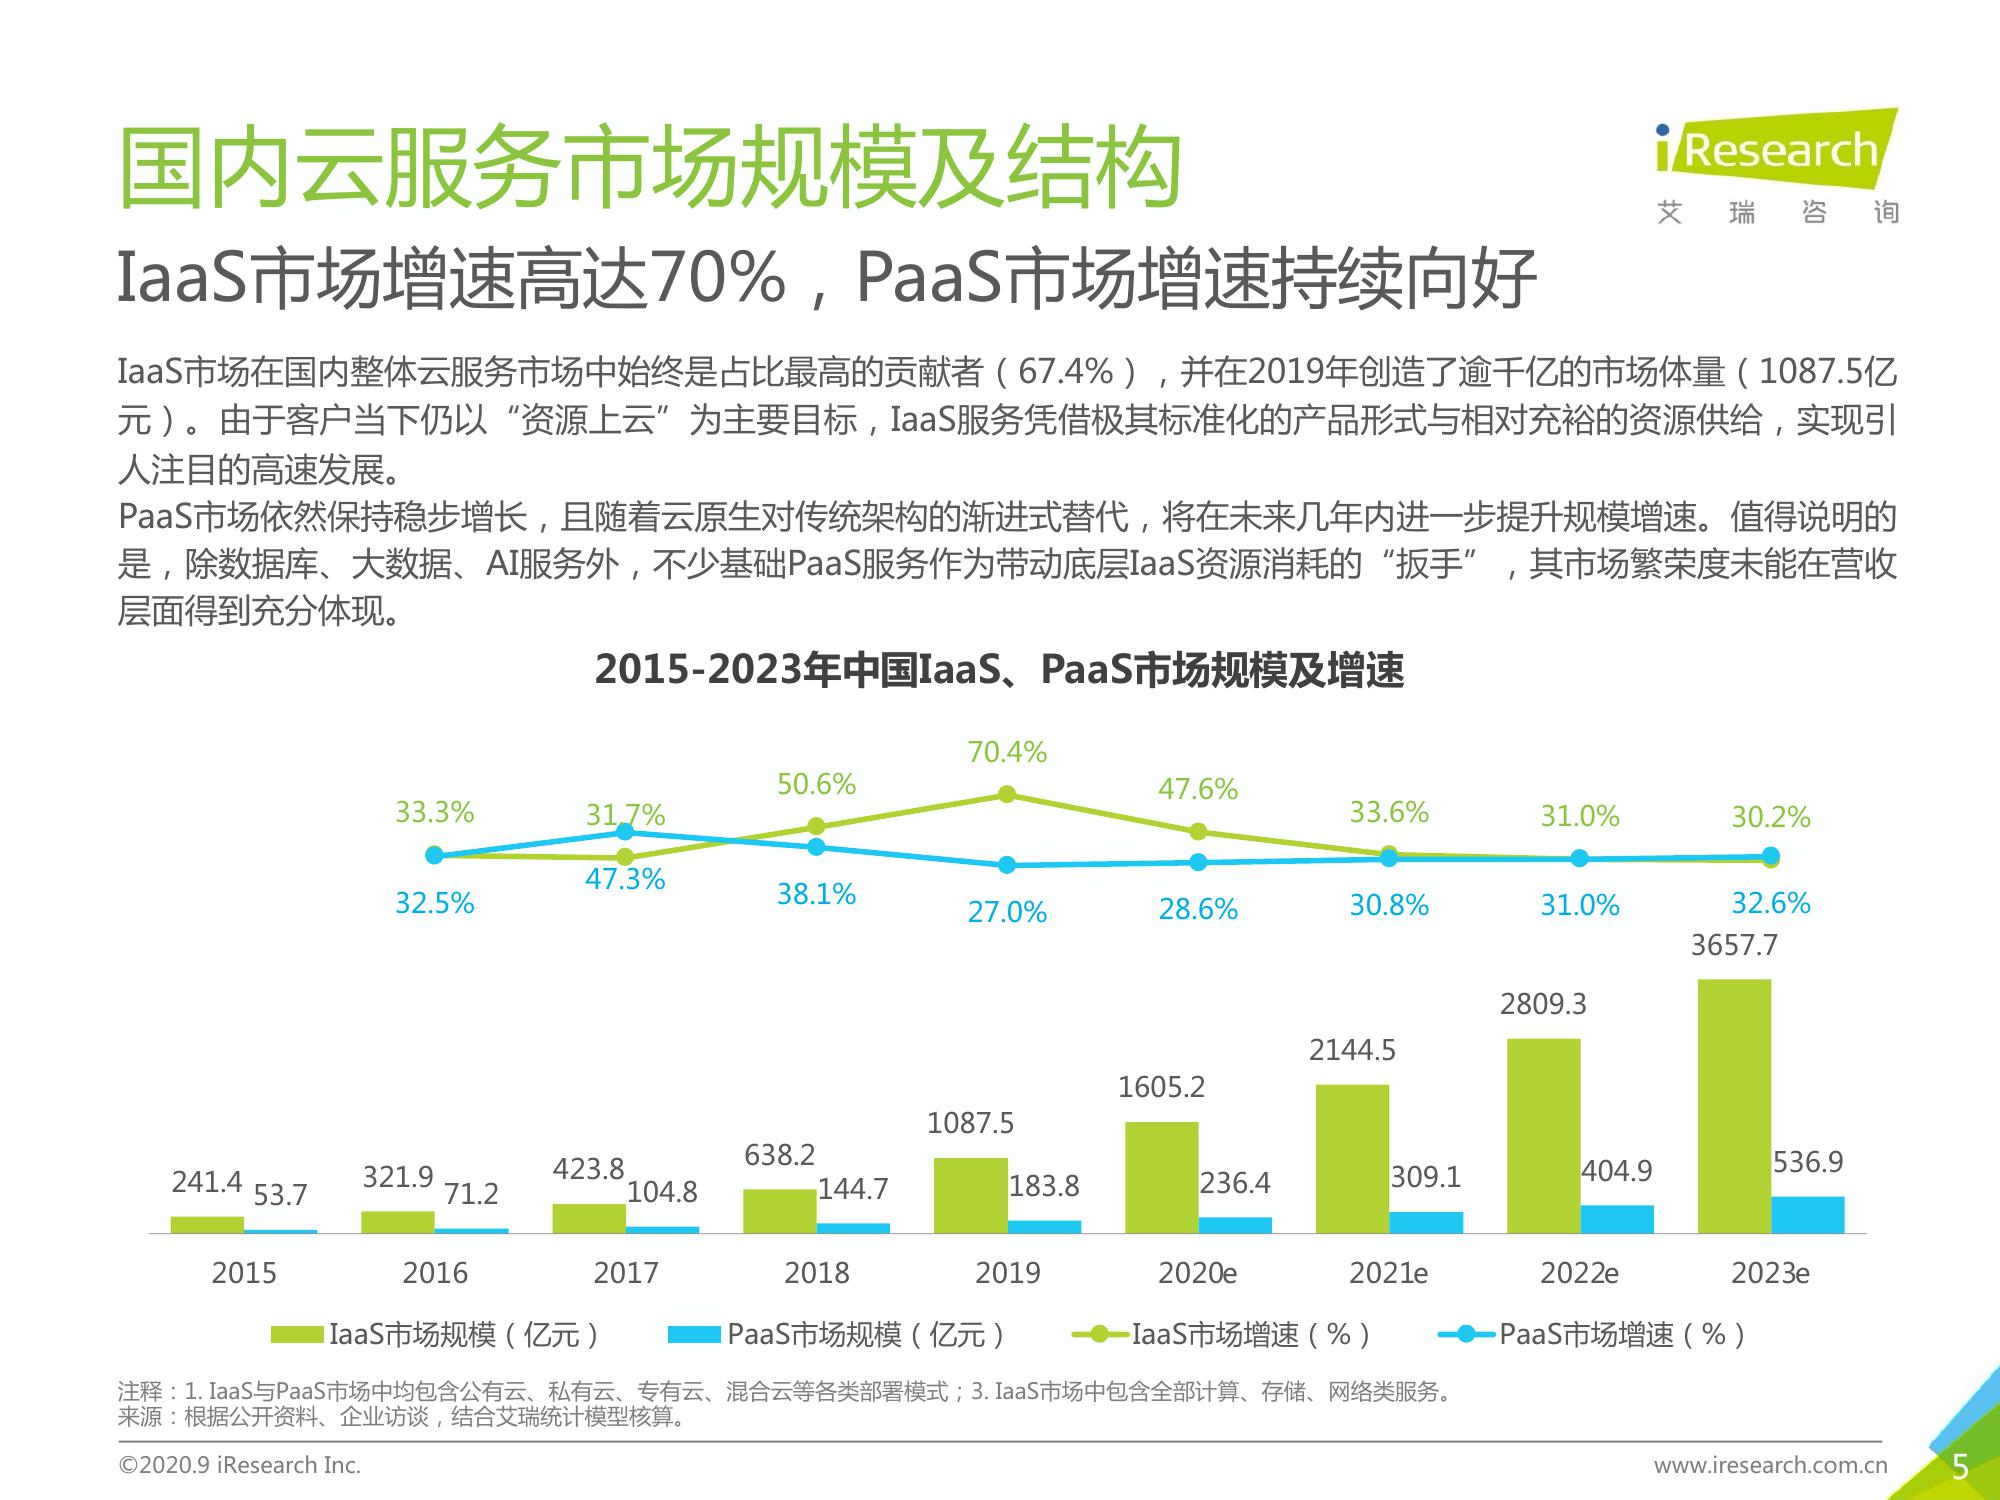 国内云服务市场规模及结构
iResearch
艾瑞咨询
IaaS市场增速高达70%，PaaS市场增速持续向好
IaaS市场在国内整体云服务市场中始终是占比最高的贡献者（67.4%），并在2019年创造了逾千亿的市场体量（1087.5亿
元）。由于客户当下仍以“资源上云”为主要目标，IaaS服务凭借极其标准化的产品形式与相对充裕的资源供给，实现引
人注目的高速发展。
PaaS市场依然保持稳步增长，且随着云原生对传统架构的渐进式替代，将在未来几年内进一步提升规模增速。值得说明的
是，除数据库、大数据、AI服务外，不少基础PaaS服务作为带动底层IaaS资源消耗的“扳手”，其市场繁荣度未能在营收
层面得到充分体现。
2015-2023年中国IaaS、PaaS市场规模及增速
33.3% 31.7% 50.6% 70.4% 47.6% 33.6% 31.0% 30.2%
32.5% 47.3% 38.1% 27.0% 28.6% 30.8% 31.0% 32.6%
241.4 321.9 423.8 638.2 1087.5 1605.2 2144.5 2809.3 3657.7
53.7 71.2 104.8 144.7 183.8 236.4 309.1 404.9 536.9
2015 2016 2017 2018 2019 2020e 2021e 2022e 2023e
IaaS市场规模（亿元） PaaS市场规模（亿元） IaaS市场增速（%） PaaS市场增速（%）
注释：1. IaaS与PaaS市场中均包含公有云、私有云、专有云、混合云等各类部署模式；3. IaaS市场中包含全部计算、存储、网络类服务。
来源：根据公开资料、企业访谈，结合艾瑞统计模型核算。
©2020.9 iResearch Inc.
www.iresearch.com.cn
5